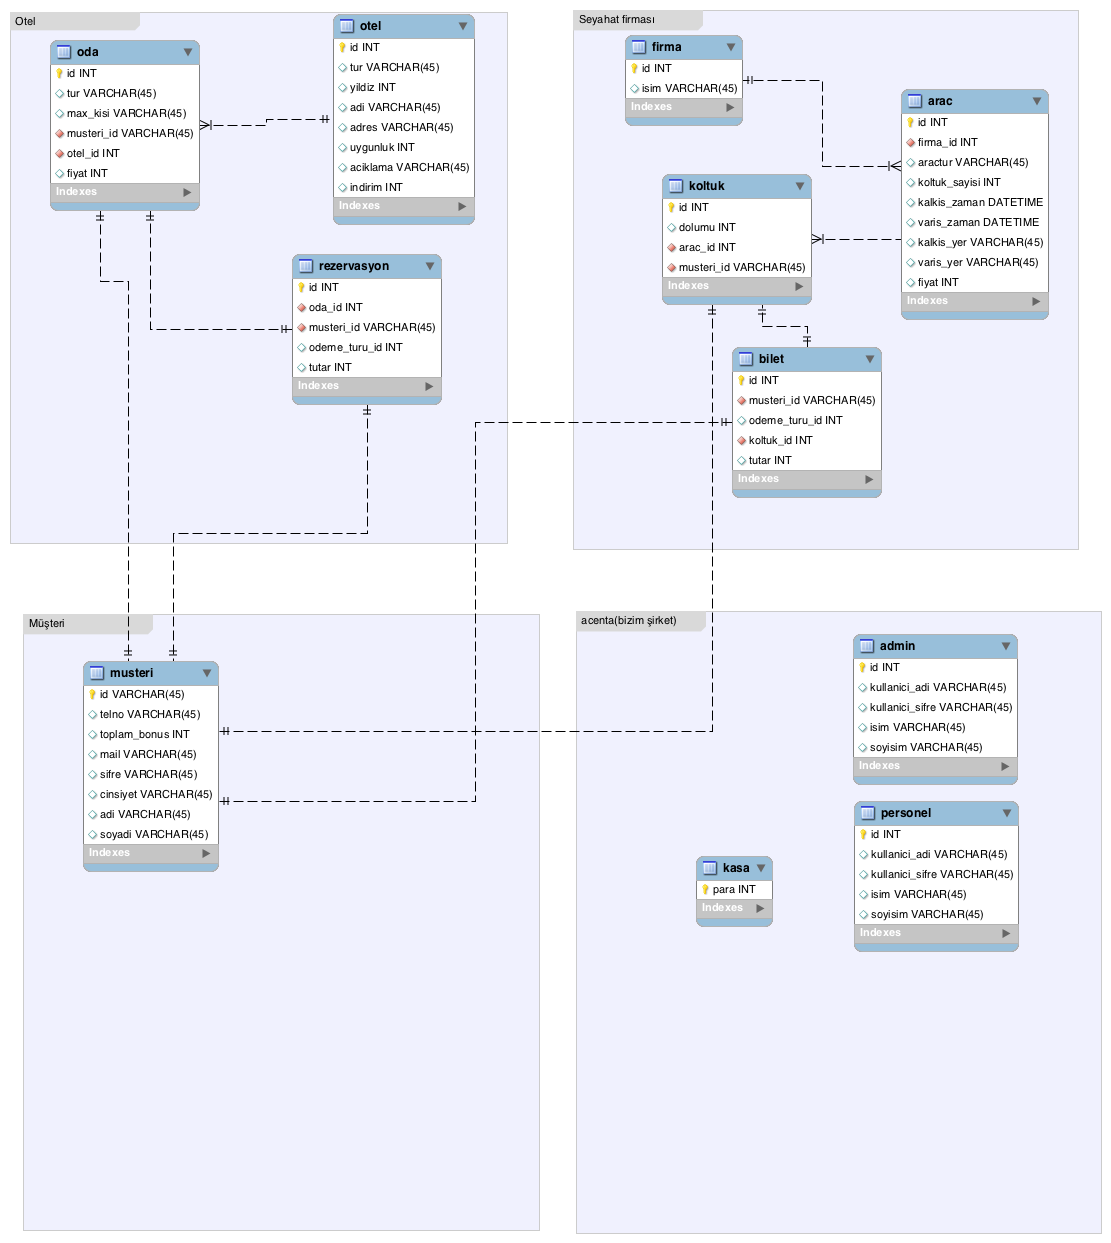 Otel
oda
id INT
tur VARCHAR(45)
max_kisi VARCHAR(45)
musteri_id VARCHAR(45)
otel_id INT
fiyat INT
Indexes
otel
id INT
tur VARCHAR(45)
yildiz INT
adi VARCHAR(45)
adres VARCHAR(45)
uygunluk INT
aciklama VARCHAR(45)
indirim INT
Indexes
rezervasyon
id INT
oda_id INT
musteri_id VARCHAR(45)
odeme_turu_id INT
tutar INT
Indexes
Seyahat firması
firma
id INT
isim VARCHAR(45)
Indexes
arac
id INT
firma_id INT
aractur VARCHAR(45)
koltuk_sayisi INT
kalkis_zaman DATETIME
varis_zaman DATETIME
kalkis_yer VARCHAR(45)
varis_yer VARCHAR(45)
fiyat INT
Indexes
koltuk
id INT
dolumu INT
arac_id INT
musteri_id VARCHAR(45)
Indexes
bilet
id INT
musteri_id VARCHAR(45)
odeme_turu_id INT
koltuk_id INT
tutar INT
Indexes
Müşteri
musteri
id VARCHAR(45)
telno VARCHAR(45)
toplam_bonus INT
mail VARCHAR(45)
sifre VARCHAR(45)
cinsiyet VARCHAR(45)
adi VARCHAR(45)
soyadi VARCHAR(45)
Indexes
acenta(bizim şirket)
admin
id INT
kullanici_adi VARCHAR(45)
kullanici_sifre VARCHAR(45)
isim VARCHAR(45)
soyisim VARCHAR(45)
Indexes
personel
id INT
kullanici_adi VARCHAR(45)
kullanici_sifre VARCHAR(45)
isim VARCHAR(45)
soyisim VARCHAR(45)
Indexes
kasa
para INT
Indexes